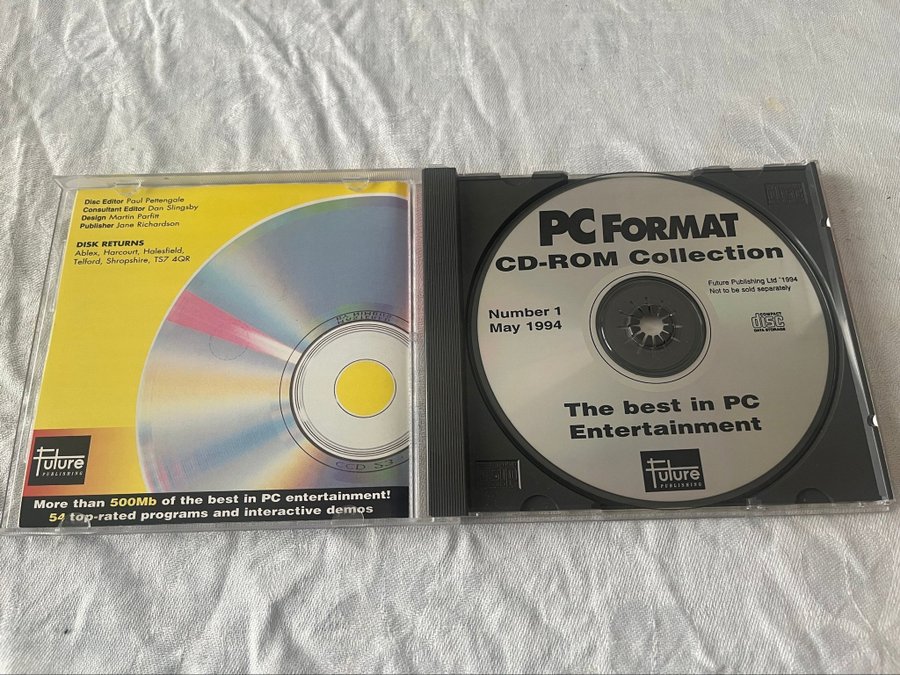 Disc Editor Paul Pettengale
Consultant Editor Dan Slingsby
Design Martin Parfitt
Publisher Jane Richardson
DISK RETURNS
Ablex, Harcourt, Halesfield,
Telford, Shropshire, TS7 4QR
CCD S3
Future
PUBLISHING
More than 500Mb of the best in PC entertainment!
54 top-rated programs and interactive demos
PC FORMAT
CD-ROM Collection
Future Publishing Ltd '1994
Not to be sold separately
Number 1
May 1994
COMPACT
disc
DATA STORAGE
The best in PC
Entertainment
Future
PUBLISHING